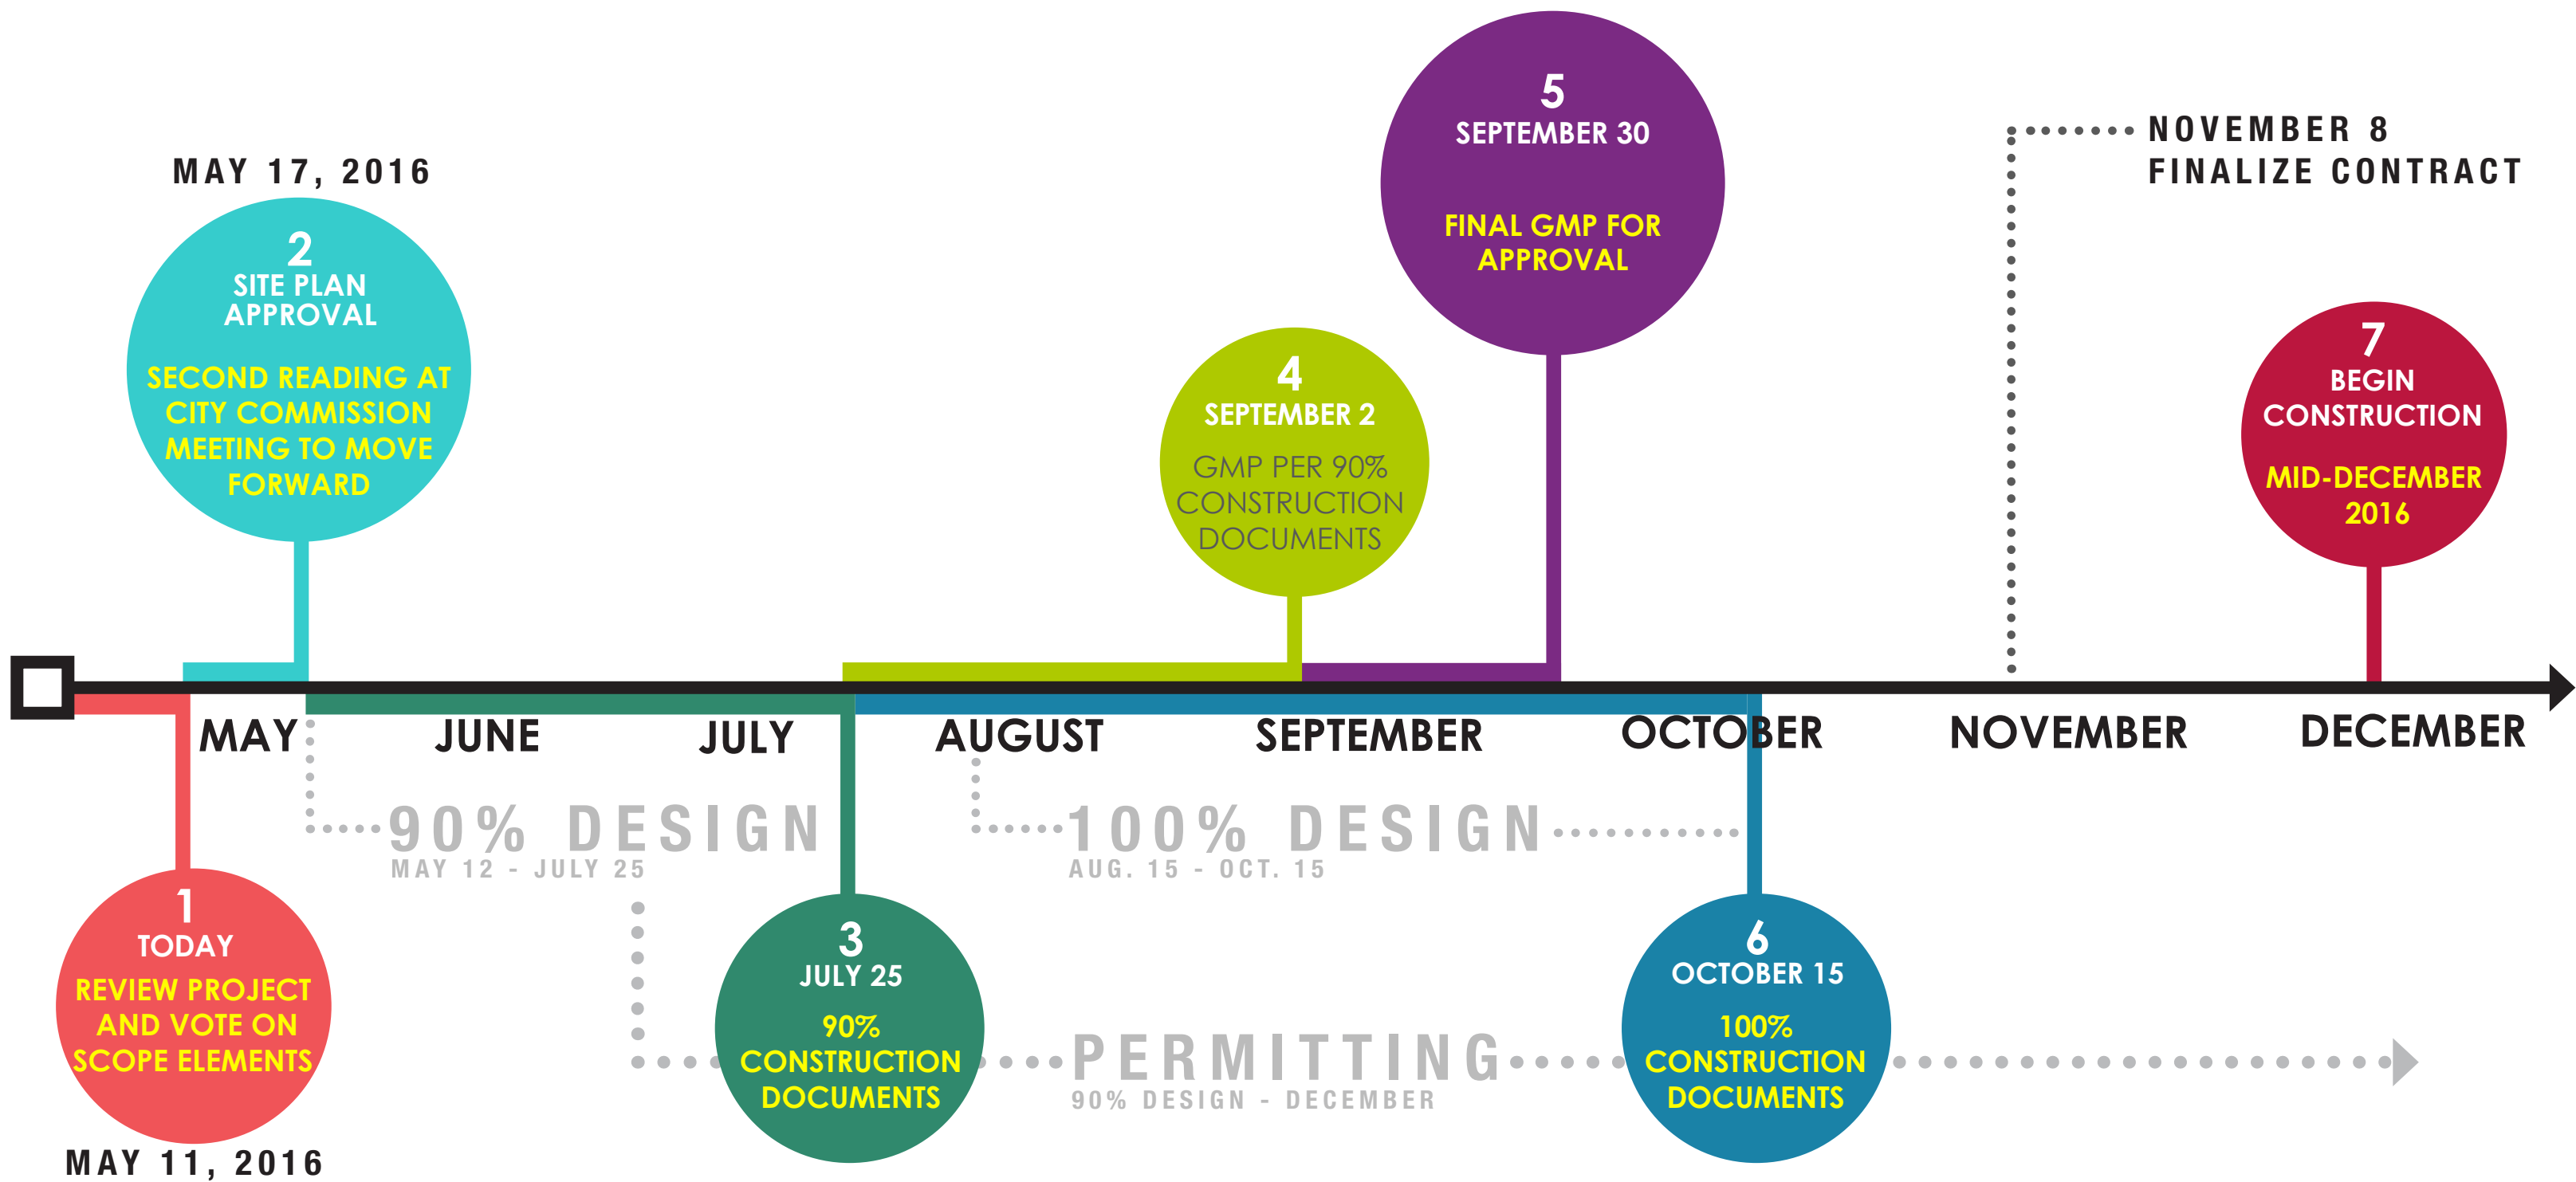 MAY 17, 2016
2
SITE PLAN
APPROVAL
SECOND READING AT
CITY COMMISSION
MEETING TO MOVE
FORWARD
4
SEPTEMBER 2
GMP PER 90%
CONSTRUCTION
DOCUMENTS
5
SEPTEMBER 30
FINAL GMP FOR
APPROVAL
NOVEMBER 8
FINALIZE CONTRACT
7
BEGIN
CONSTRUCTION
MID-DECEMBER
2016
MAY
JUNE
JULY
AUGUST
SEPTEMBER
OCTOBER
NOVEMBER
DECEMBER
90% DESIGN
MAY 12 - JULY 25
100% DESIGN
AUG. 15 - OCT. 15
1
TODAY
REVIEW PROJECT
AND VOTE ON
SCOPE ELEMENTS
MAY 11, 2016
3
JULY 25
90%
CONSTRUCTION
DOCUMENTS
PERMITTING
90% DESIGN - DECEMBER
6
OCTOBER 15
100%
CONSTRUCTION
DOCUMENTS